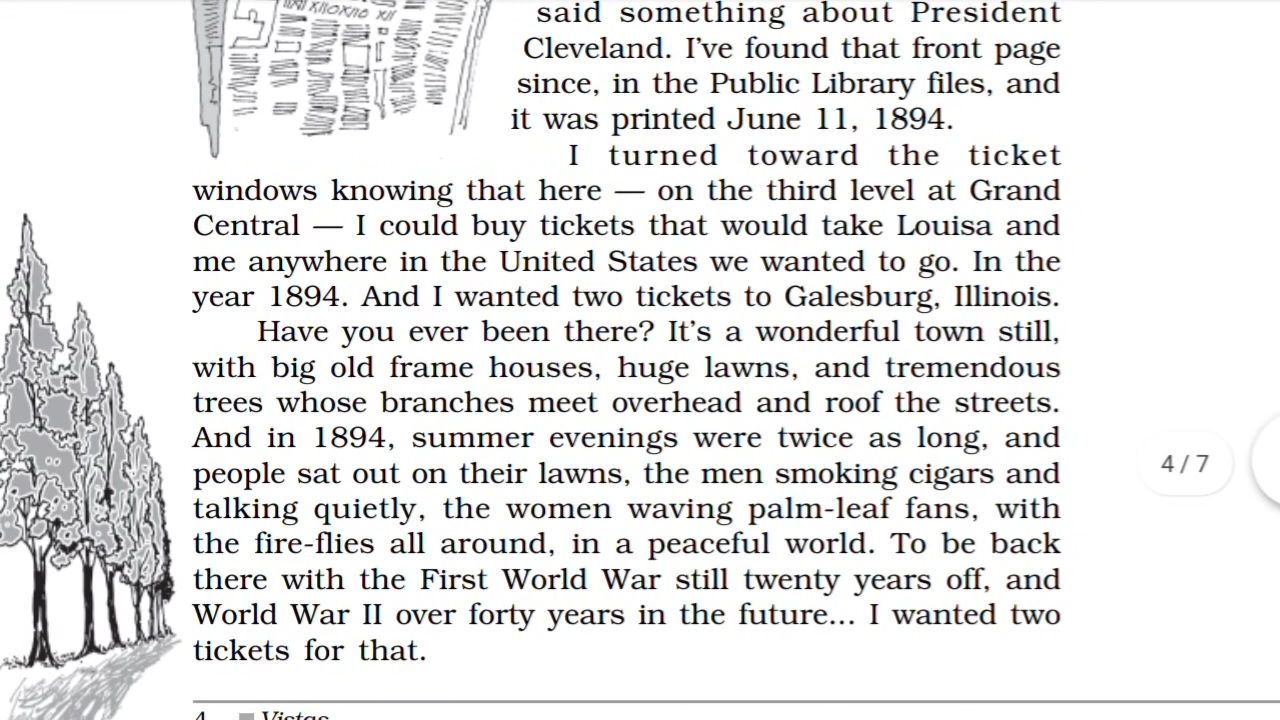 said something about President
Cleveland. I've found that front page
since, in the Public Library files, and
it was printed June 11, 1894.
I turned toward the ticket
windows knowing that here — on the third level at Grand
Central — I could buy tickets that would take Louisa and
me anywhere in the United States we wanted to go. In the
year 1894. And I wanted two tickets to Galesburg, Illinois.
Have you ever been there? It's a wonderful town still,
with big old frame houses, huge lawns, and tremendous
trees whose branches meet overhead and roof the streets.
And in 1894, summer evenings were twice as long, and
people sat out on their lawns, the men smoking cigars and
talking quietly, the women waving palm-leaf fans, with
the fire-flies all around, in a peaceful world. To be back
there with the First World War still twenty years off, and
World War II over forty years in the future... I wanted two
tickets for that.
4 / 7
4 Vistas